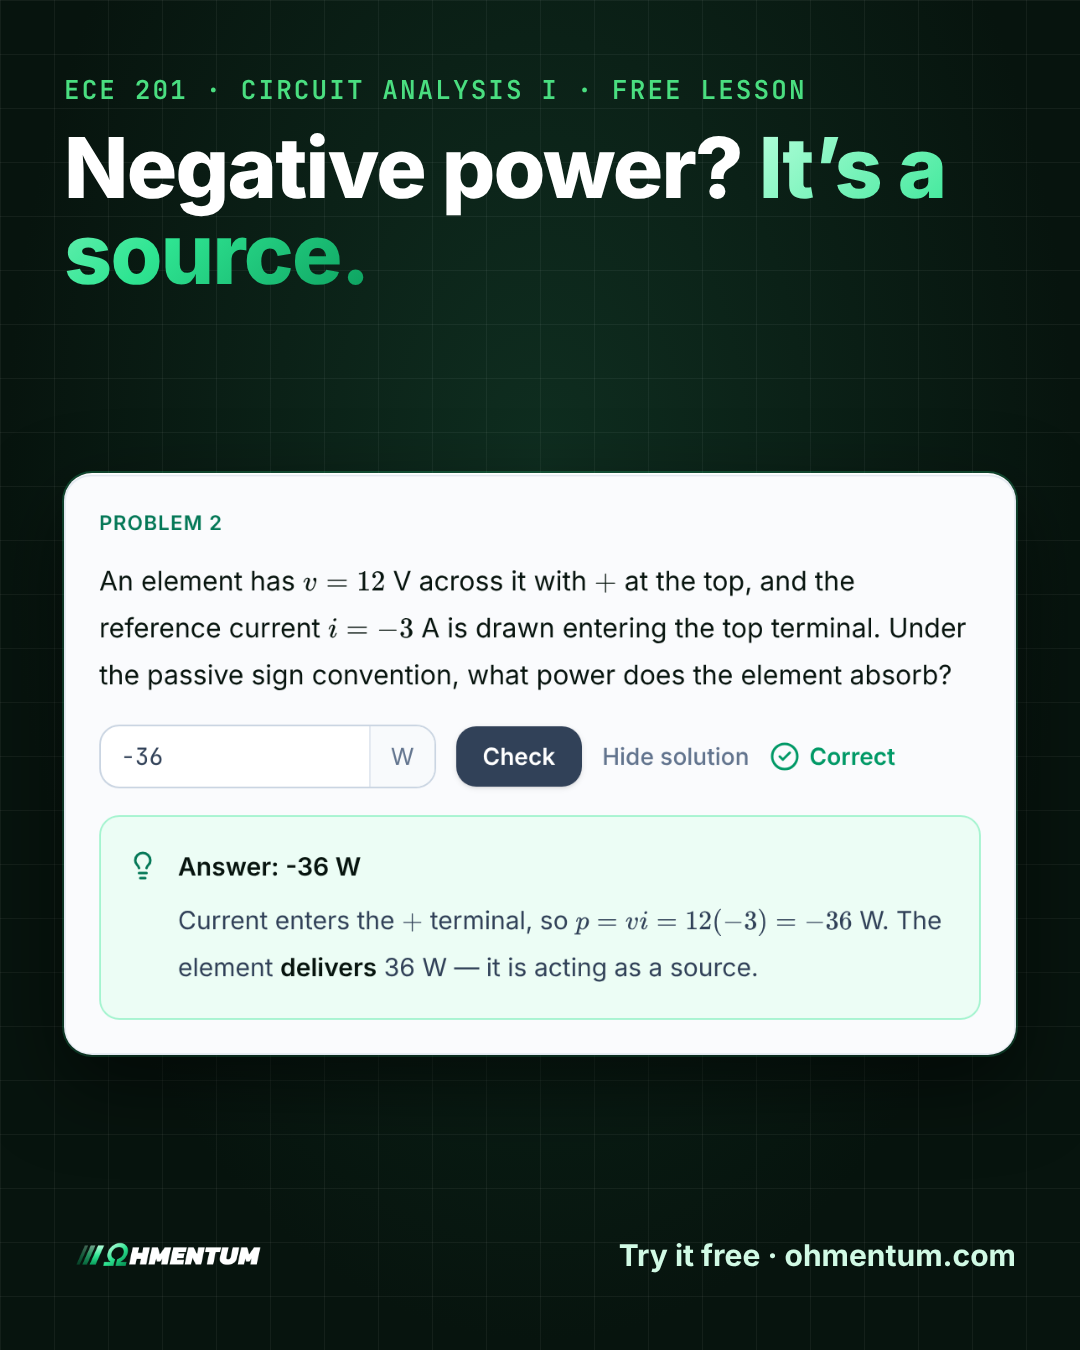 ECE 201 · CIRCUIT ANALYSIS I · FREE LESSON
Negative power? It’s a
source.
PROBLEM 2
An element has v = 12 V across it with + at the top, and the
reference current i = −3 A is drawn entering the top terminal. Under
the passive sign convention, what power does the element absorb?
-36 W Check Hide solution Correct
Answer: -36 W
Current enters the + terminal, so p = vi = 12(−3) = −36 W. The
element delivers 36 W — it is acting as a source.
ΩHMENTUM Try it free · ohmentum.com